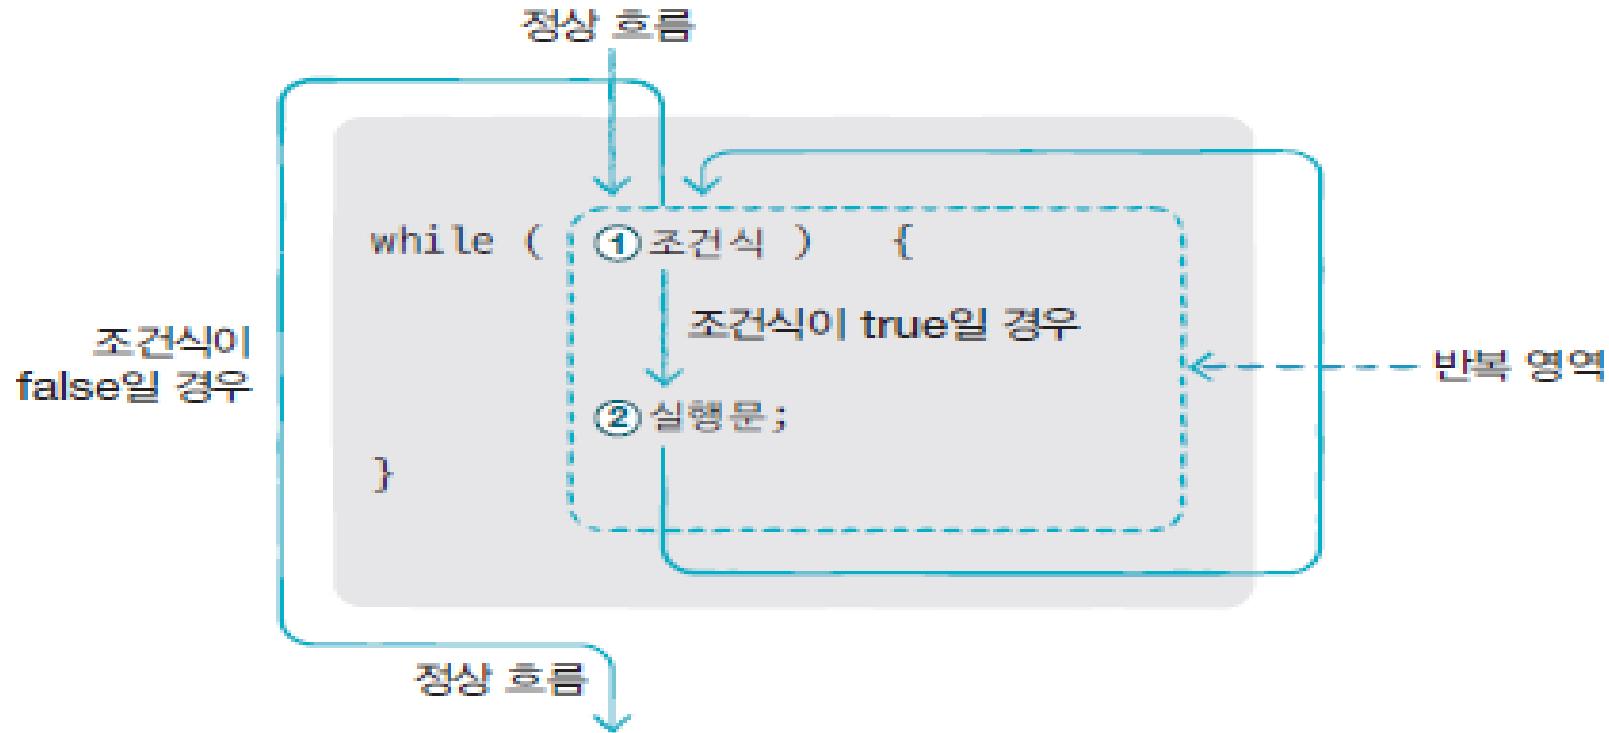 정상 흐름
while ( ① 조건식 ) {
조건식이 true일 경우
조건식이
false일 경우
반복 영역
② 실행문;
}
정상 흐름